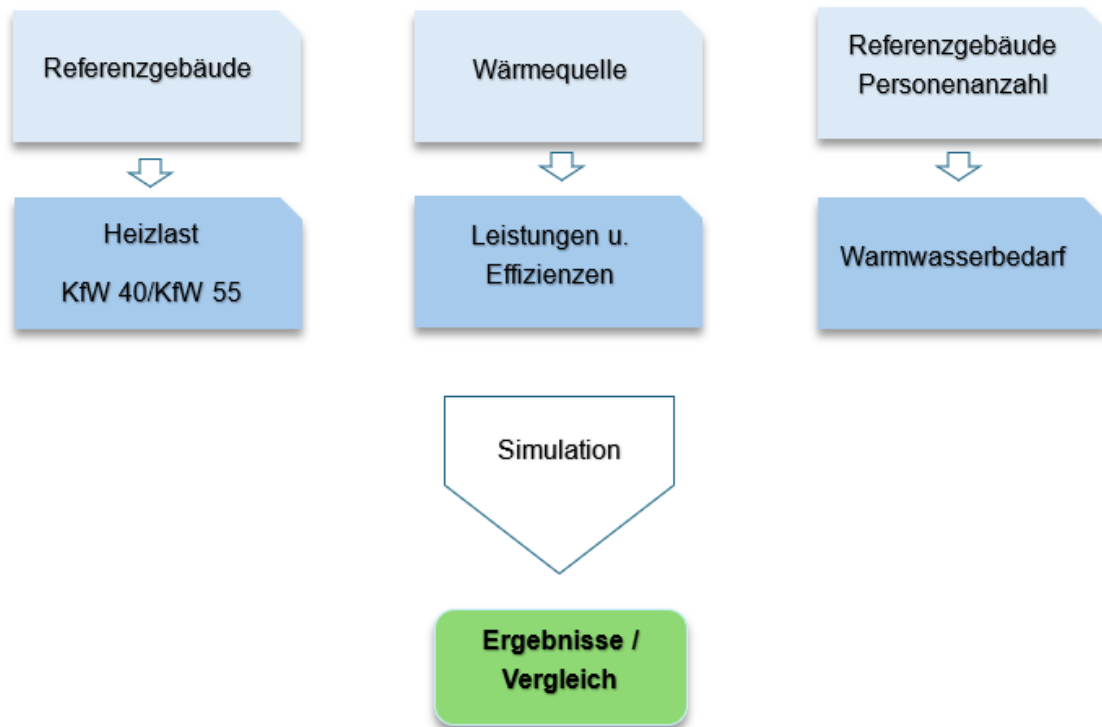 Referenzgebäude
Wärmequelle
Referenzgebäude
Personenanzahl
Heizlast
KfW 40/KfW 55
Leistungen u.
Effizienzen
Warmwasserbedarf
Simulation
Ergebnisse /
Vergleich